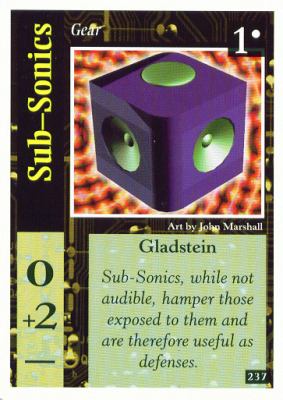 Sub-Sonics
Gear
1•
Art by John Marshall
0
+2
—
Gladstein
Sub-Sonics, while not
audible, hamper those
exposed to them and
are therefore useful as
defenses.
237